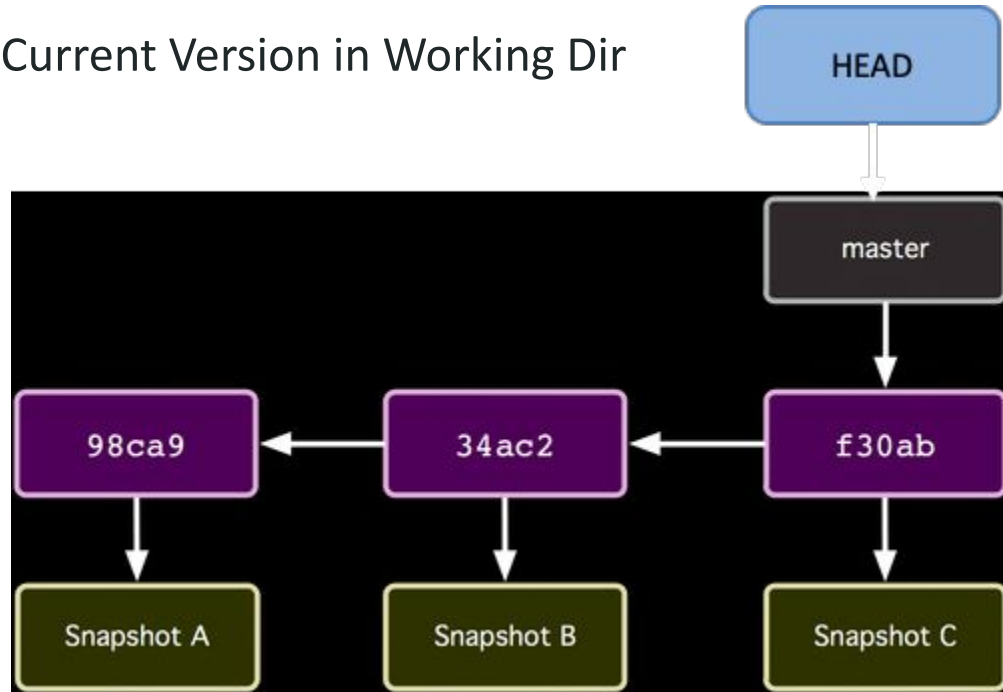 Current Version in Working Dir
HEAD
master
98ca9
34ac2
f30ab
Snapshot A
Snapshot B
Snapshot C